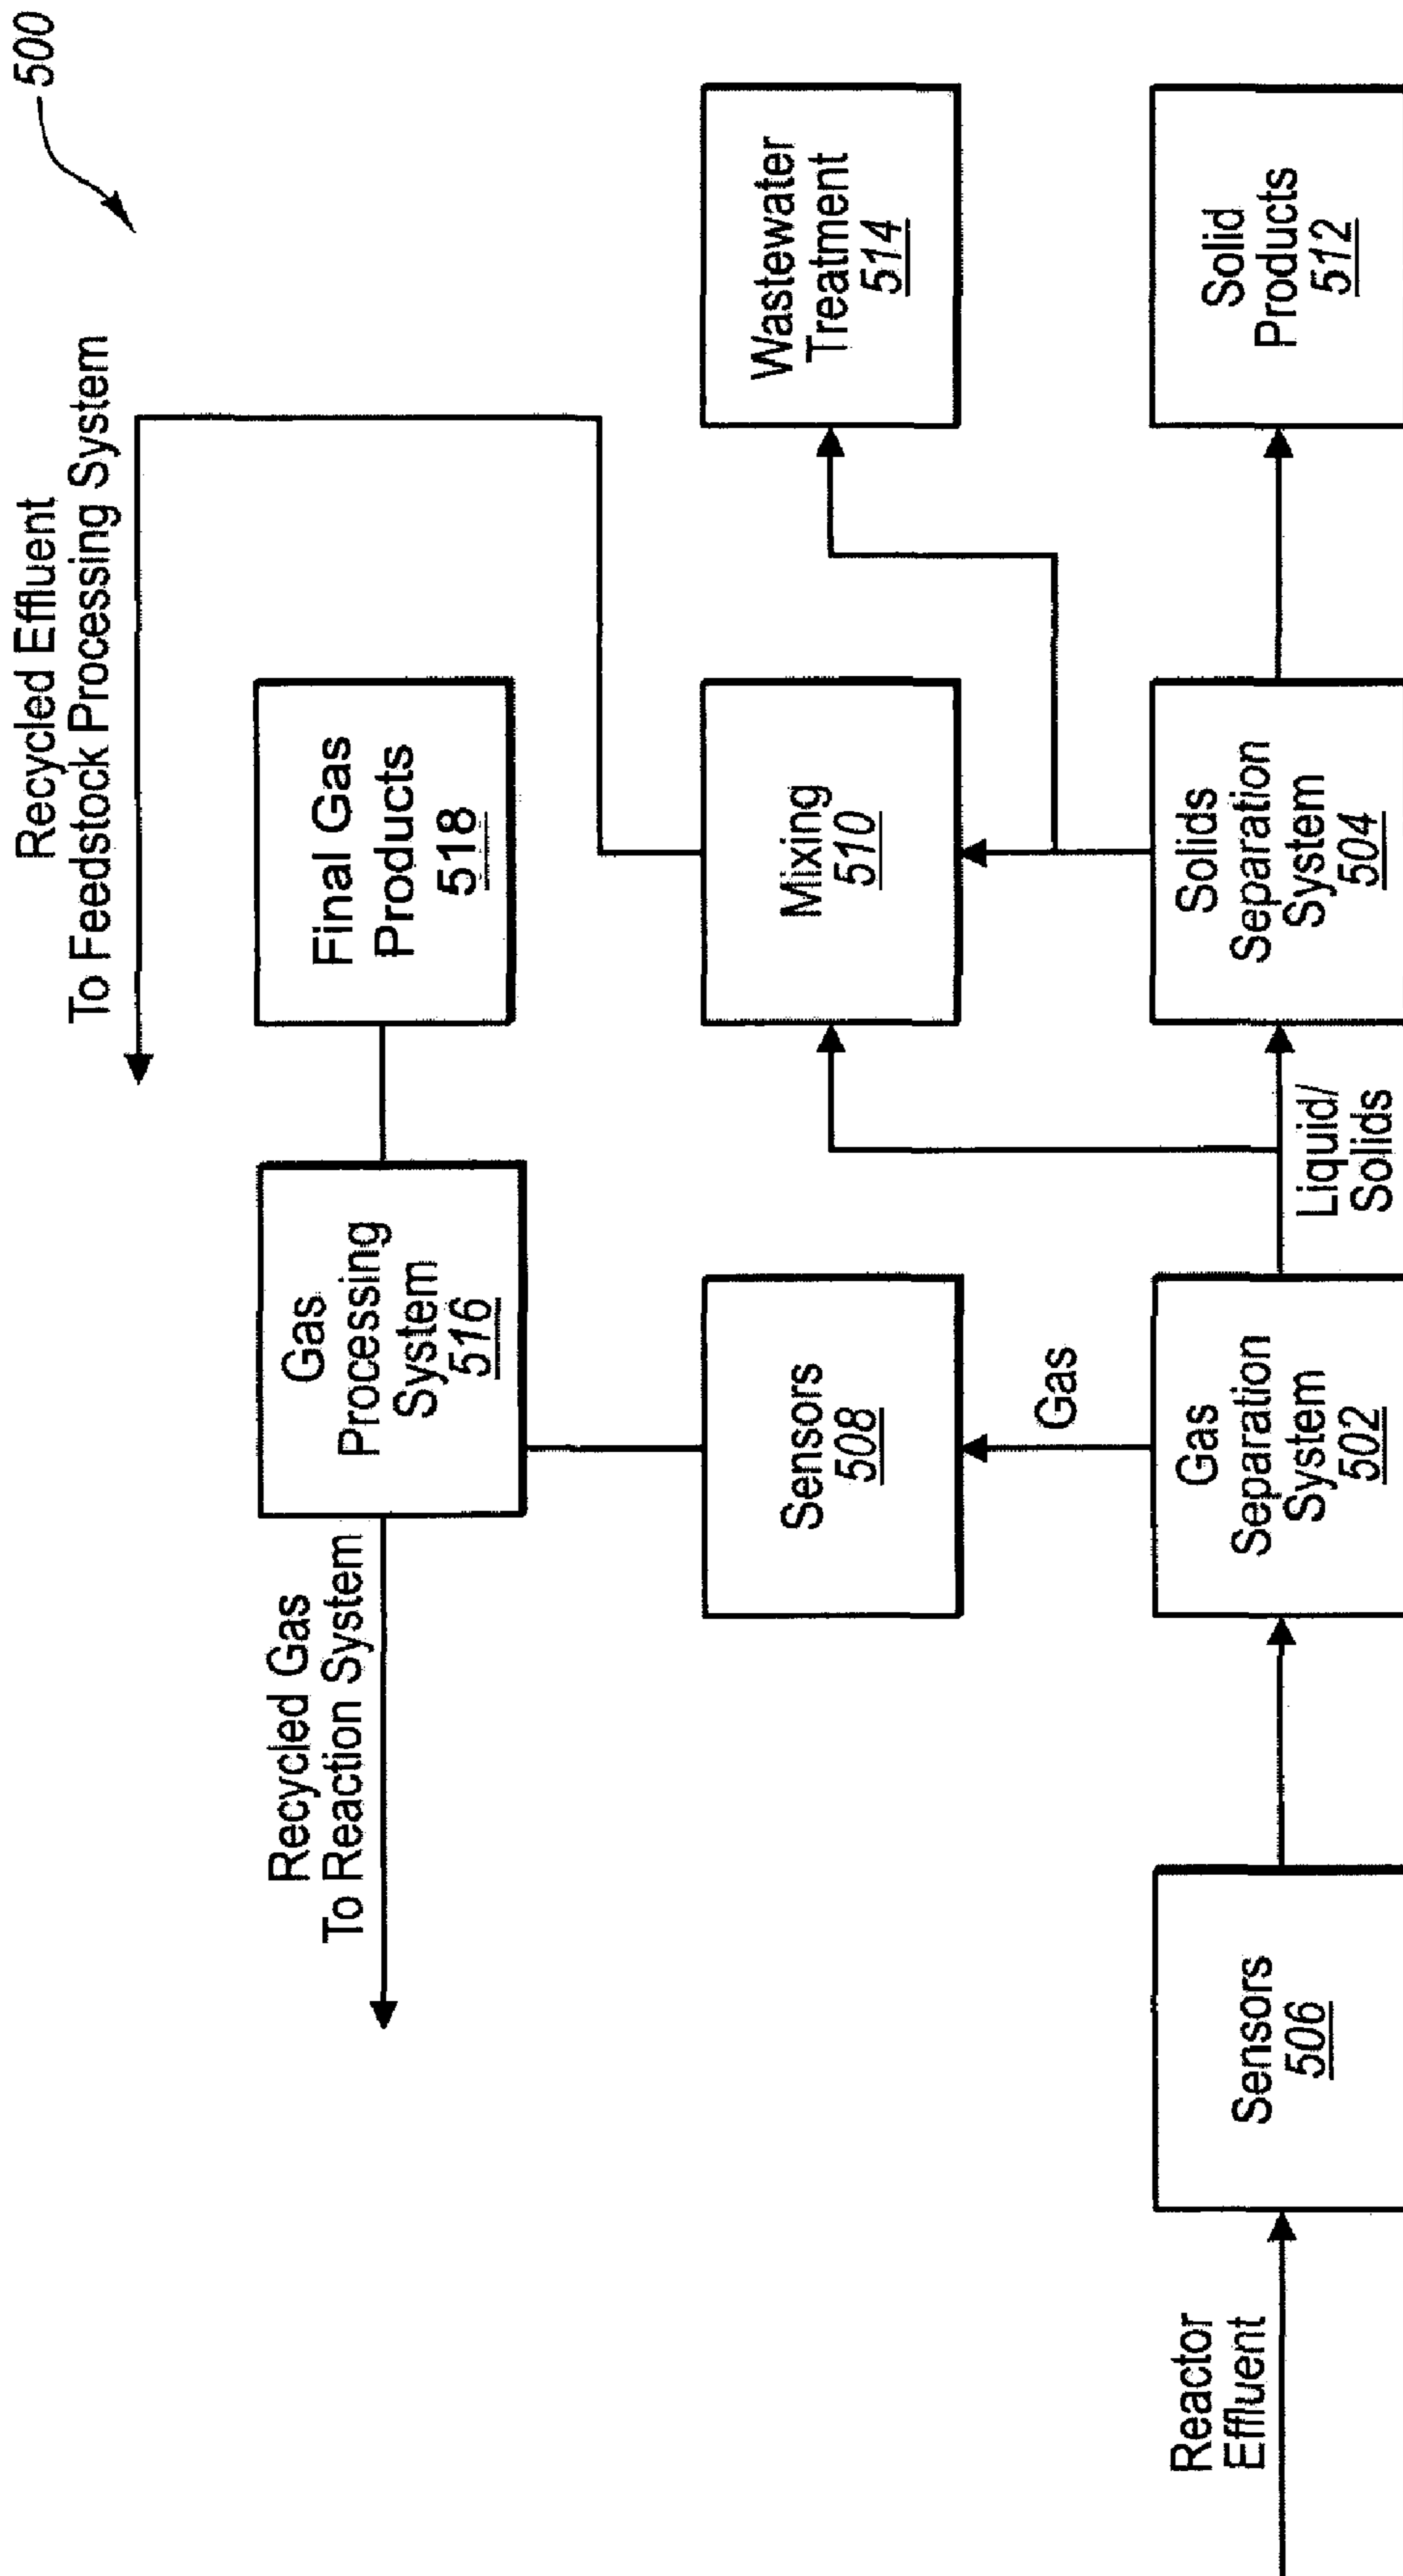 500
Recycled Effluent
To Feedstock Processing System
Recycled Gas
To Reaction System
Gas
Processing
System
516
Final Gas
Products
518
Sensors
508
Mixing
510
Wastewater
Treatment
514
Gas
Reactor
Effluent
Sensors
506
Gas
Separation
System
502
Liquid/
Solids
Solids
Separation
System
504
Solid
Products
512